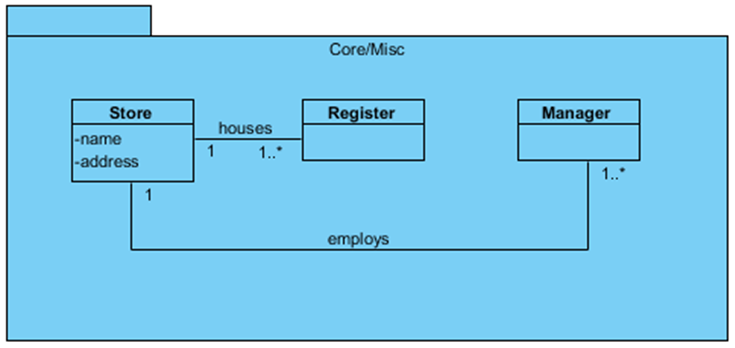 Core/Misc
Store
-name
-address
houses
1
1..*
Register
Manager
1..*
1
employs